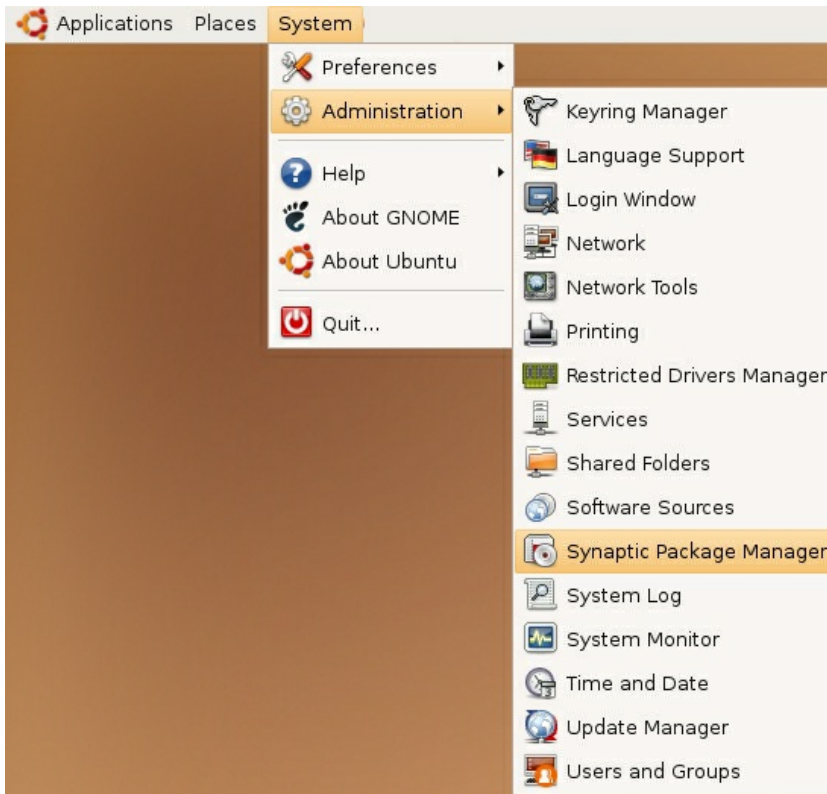 Applications Places System
Preferences
Administration
Help
About GNOME
About Ubuntu
Quit...
Keyring Manager
Language Support
Login Window
Network
Network Tools
Printing
Restricted Drivers Manager
Services
Shared Folders
Software Sources
Synaptic Package Manager
System Log
System Monitor
Time and Date
Update Manager
Users and Groups